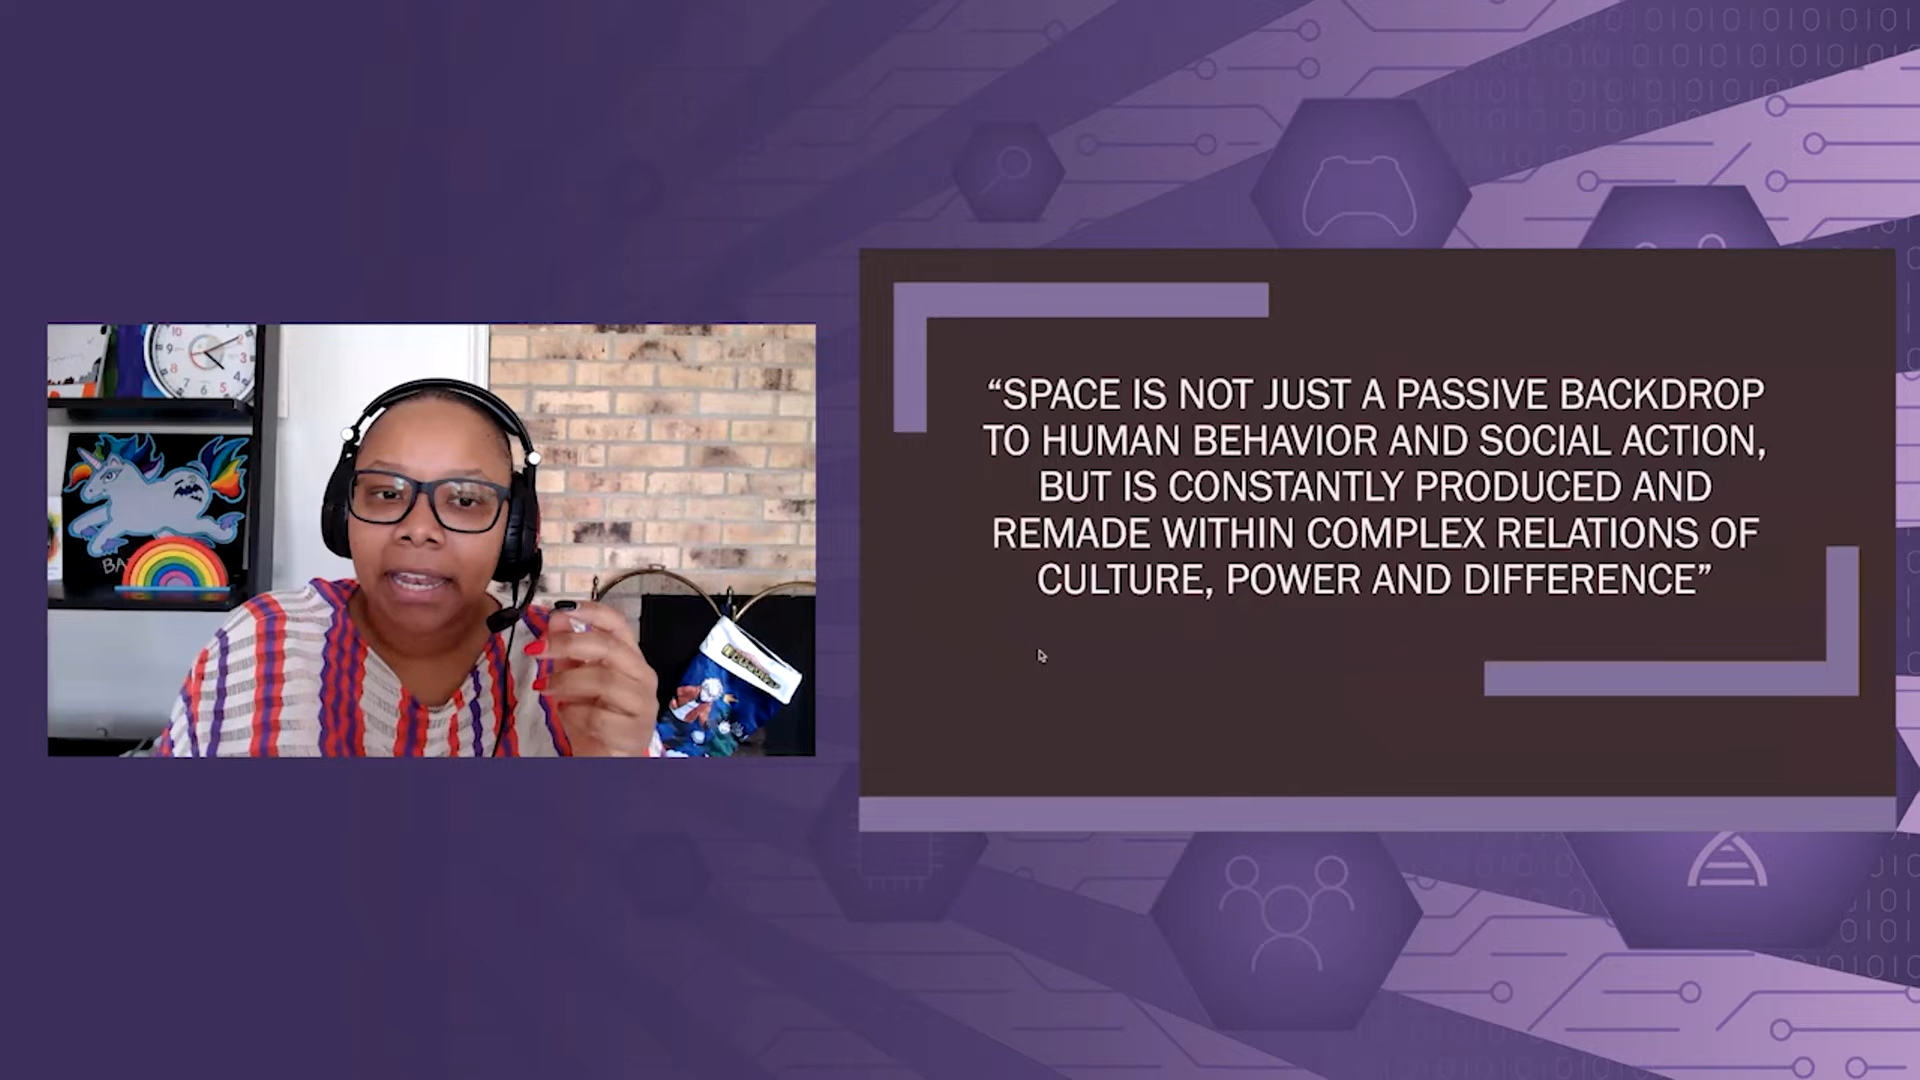 “SPACE IS NOT JUST A PASSIVE BACKDROP
TO HUMAN BEHAVIOR AND SOCIAL ACTION,
BUT IS CONSTANTLY PRODUCED AND
REMADE WITHIN COMPLEX RELATIONS OF
CULTURE, POWER AND DIFFERENCE”